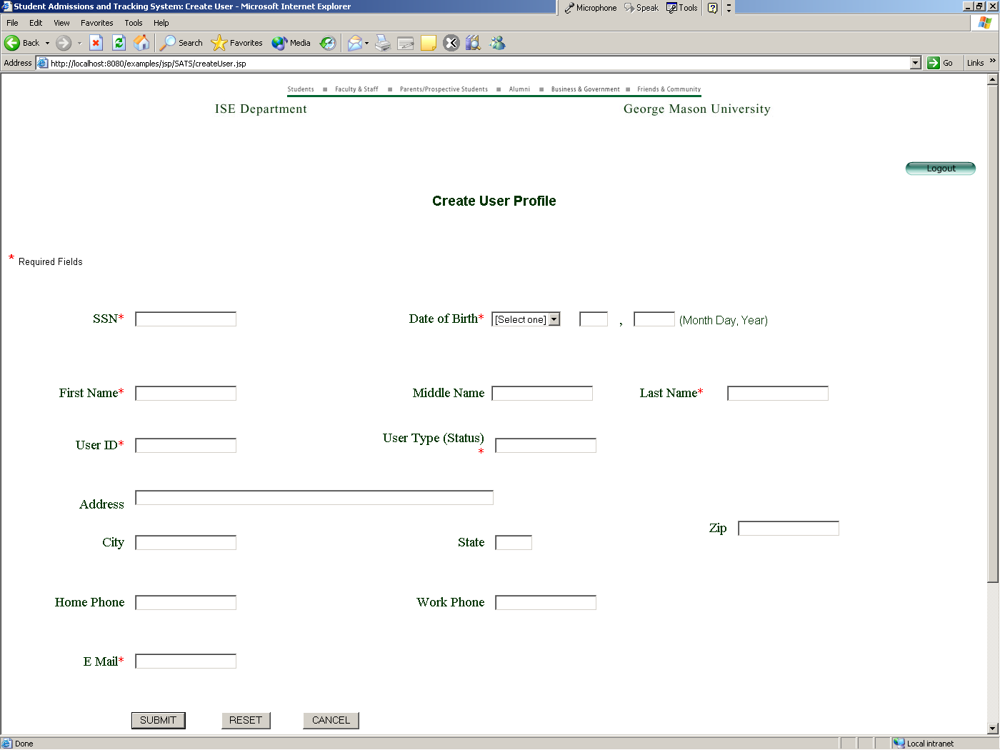 Student Admissions and Tracking System: Create User - Microsoft Internet Explorer
Microphone Speak Tools
File Edit View Favorites Tools Help
Back Search Favorites Media
Address http://localhost:8080/examples/jsp/SATS/createUser.jsp Go Links »
Students Faculty & Staff Parents/Prospective Students Alumni Business & Government Friends & Community
ISE Department George Mason University
Logout
Create User Profile
* Required Fields
SSN* Date of Birth* [Select one] , (Month Day, Year)
First Name* Middle Name Last Name*
User ID* User Type (Status)
*
Address
Zip
City State
Home Phone Work Phone
E Mail*
SUBMIT RESET CANCEL
Done Local intranet